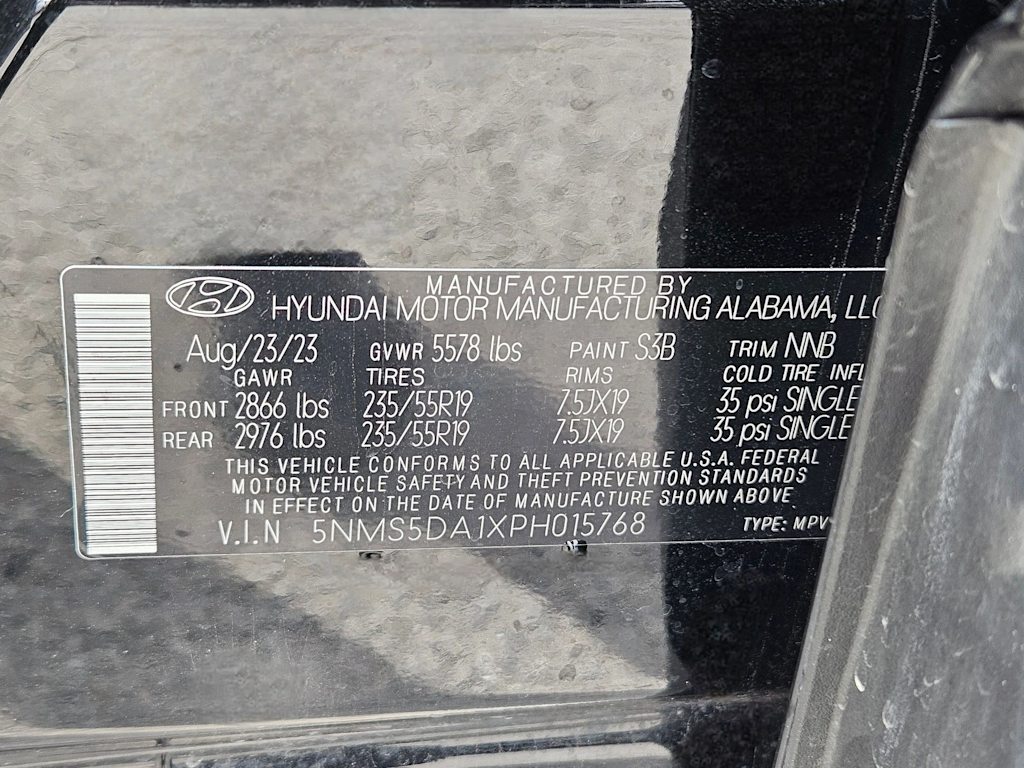 MANUFACTURED BY
HYUNDAI MOTOR MANUFACTURING ALABAMA, LLC
Aug/23/23 GVWR 5578 lbs PAINT S3B TRIM NNB
GAWR TIRES RIMS COLD TIRE INFL
FRONT 2866 lbs 235/55R19 7.5JX19 35 psi SINGLE
REAR 2976 lbs 235/55R19 7.5JX19 35 psi SINGLE
THIS VEHICLE CONFORMS TO ALL APPLICABLE U.S.A. FEDERAL
MOTOR VEHICLE SAFETY AND THEFT PREVENTION STANDARDS
IN EFFECT ON THE DATE OF MANUFACTURE SHOWN ABOVE
V.I.N 5NMS5DA1XPH015768 TYPE: MPV